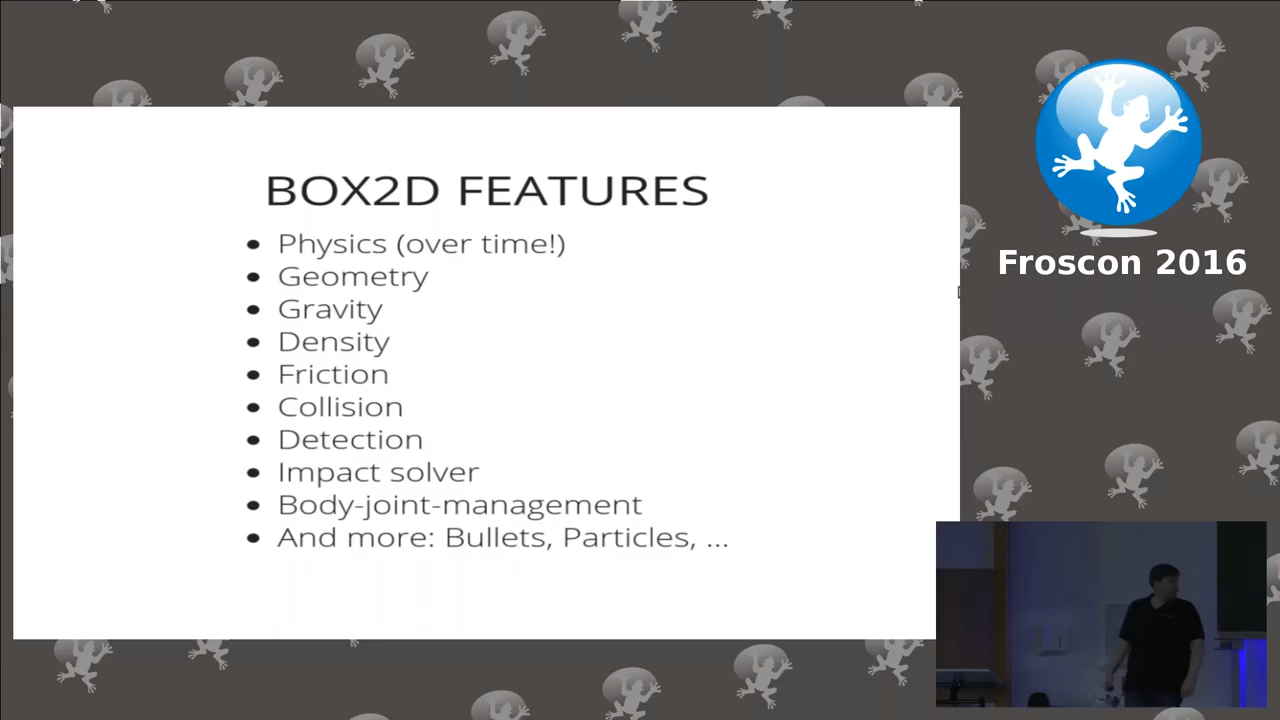 BOX2D FEATURES
Physics (over time!)
Geometry
Gravity
Density
Friction
Collision
Detection
Impact solver
Body-joint-management
And more: Bullets, Particles, ...
Froscon 2016